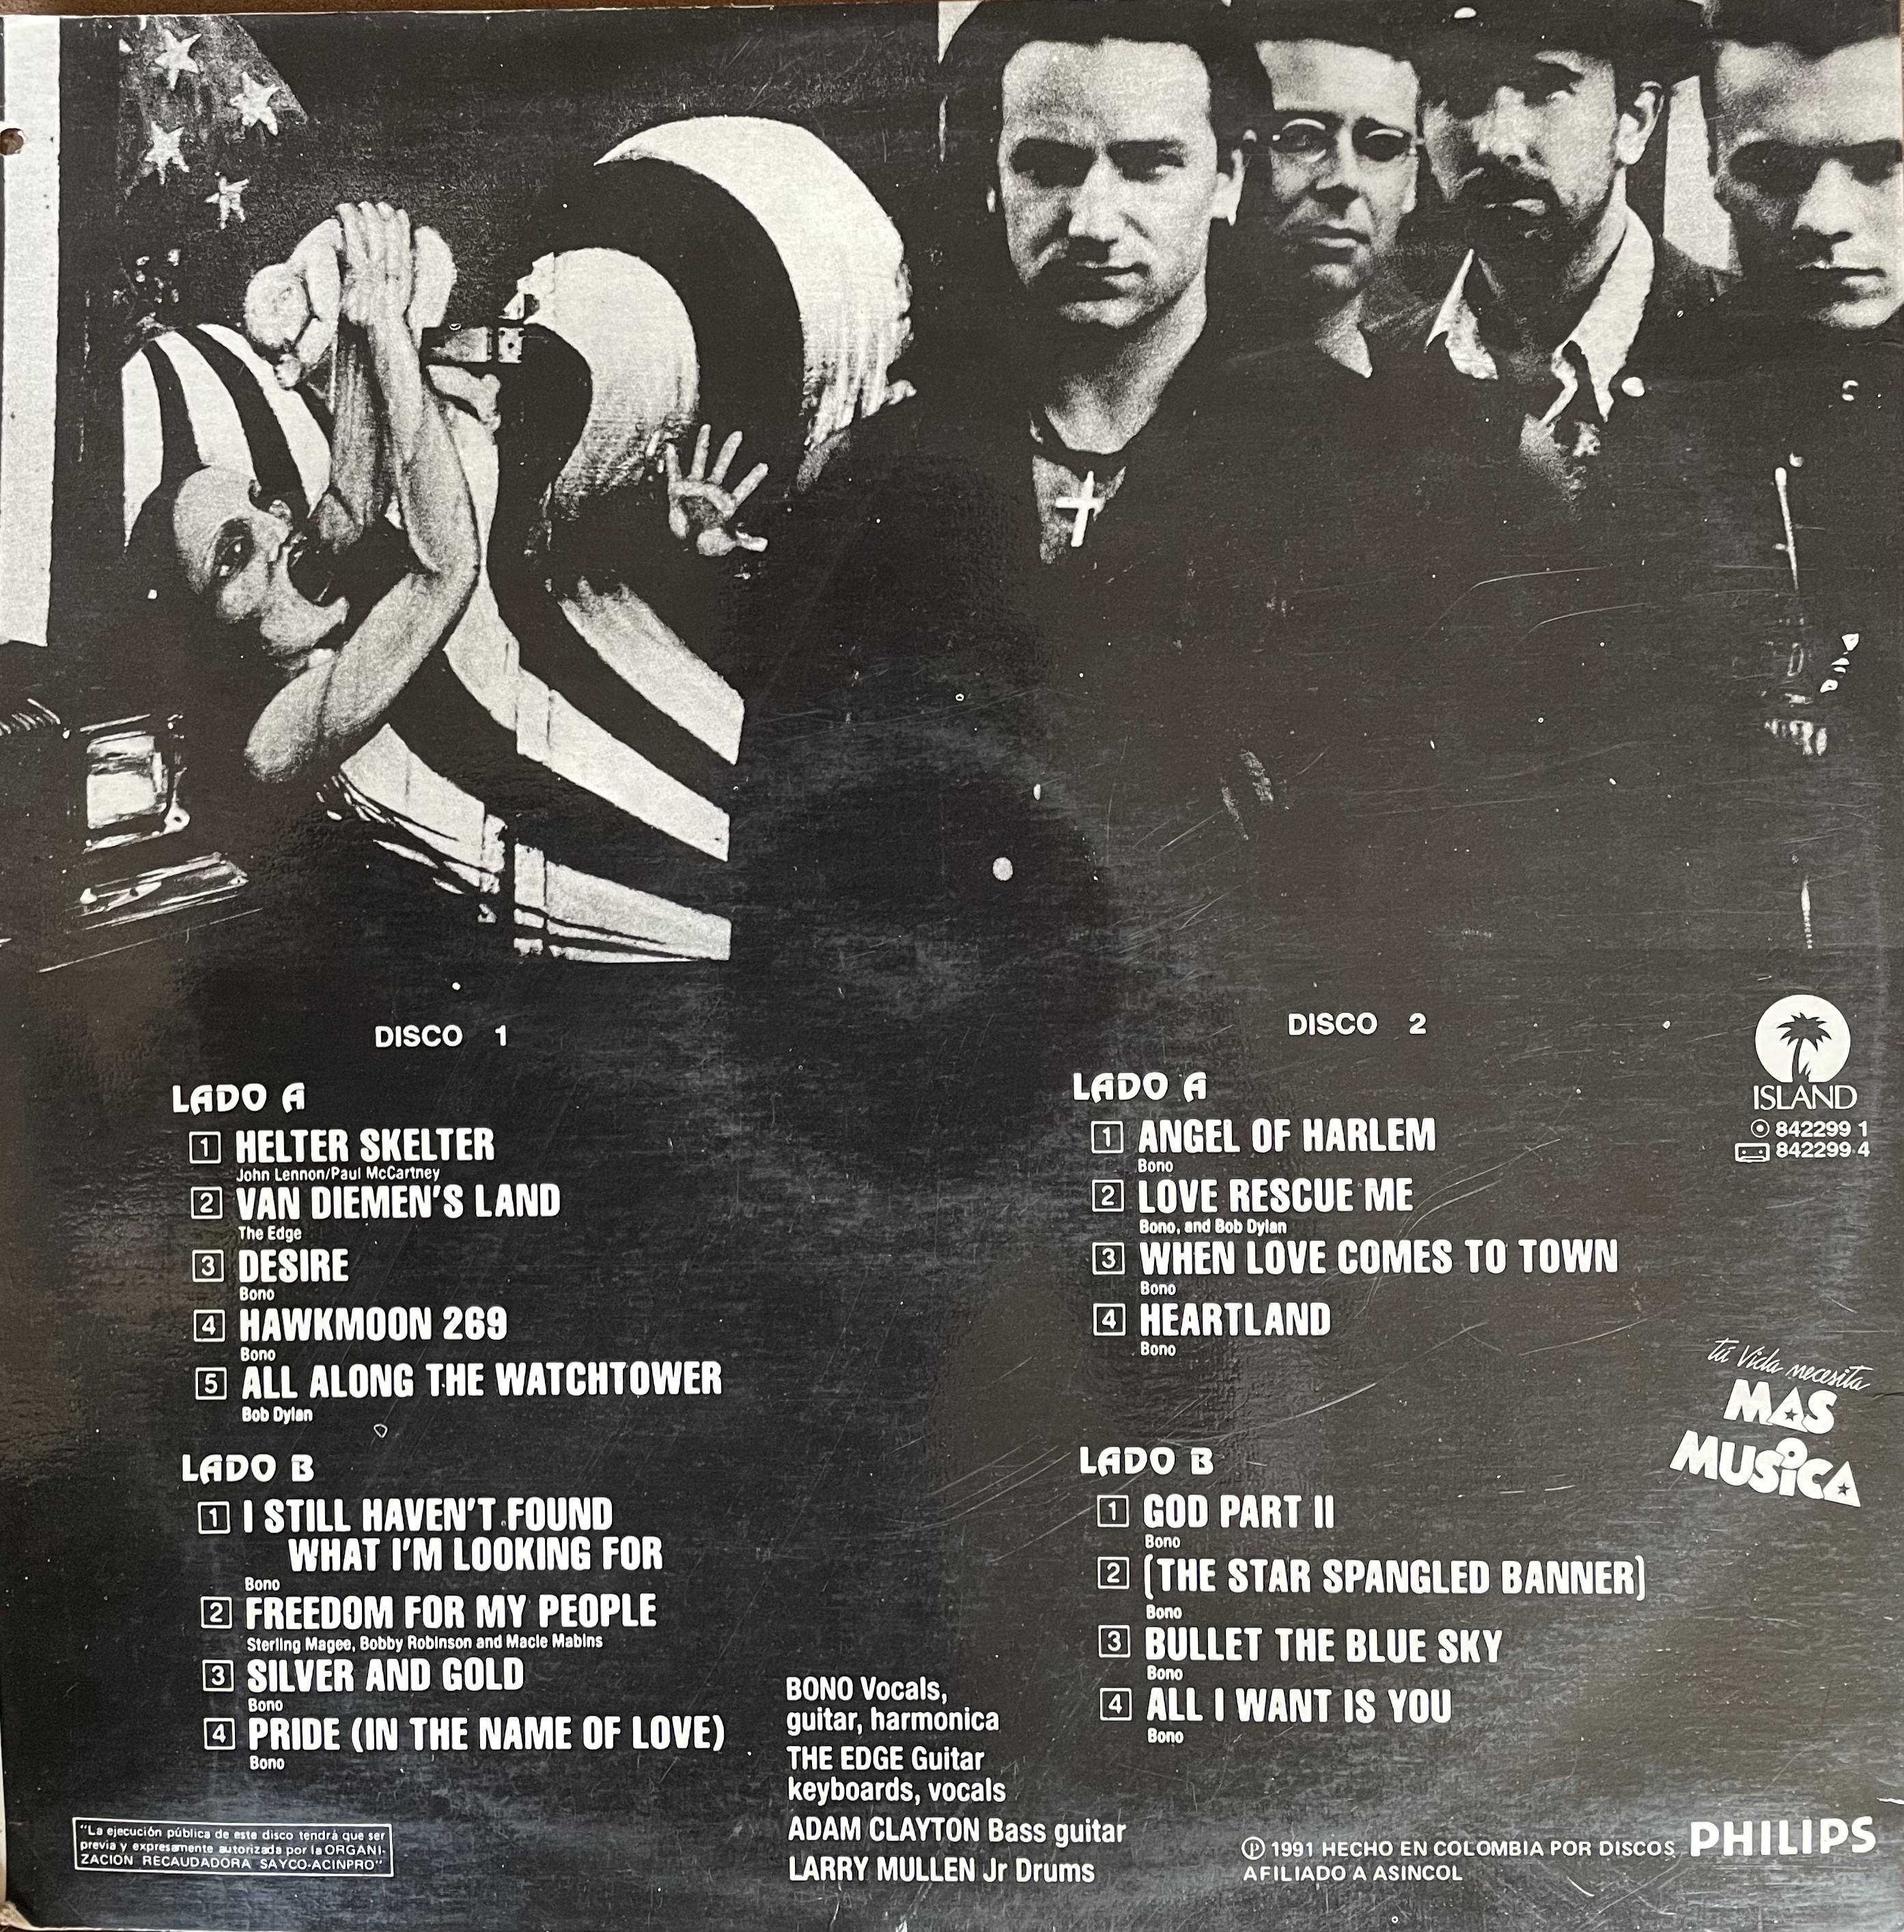 DISCO 1
LADO A
1 HELTER SKELTER
John Lennon/Paul McCartney
2 VAN DIEMEN'S LAND
The Edge
3 DESIRE
Bono
4 HAWKMOON 269
Bono
5 ALL ALONG THE WATCHTOWER
Bob Dylan
LADO B
1 I STILL HAVEN'T FOUND
WHAT I'M LOOKING FOR
Bono
2 FREEDOM FOR MY PEOPLE
Sterling Magee, Bobby Robinson and Macie Mabins
3 SILVER AND GOLD
Bono
4 PRIDE (IN THE NAME OF LOVE)
Bono
"La ejecución pública de este disco tendrá que ser
previa y expresamente autorizada por la ORGANI-
ZACION RECAUDADORA SAYCO-ACINPRO"
BONO Vocals,
guitar, harmonica
THE EDGE Guitar
keyboards, vocals
ADAM CLAYTON Bass guitar
LARRY MULLEN Jr Drums
DISCO 2
LADO A
1 ANGEL OF HARLEM
Bono
2 LOVE RESCUE ME
Bono, and Bob Dylan
3 WHEN LOVE COMES TO TOWN
Bono
4 HEARTLAND
Bono
LADO B
1 GOD PART II
Bono
2 (THE STAR SPANGLED BANNER)
Bono
3 BULLET THE BLUE SKY
Bono
4 ALL I WANT IS YOU
Bono
ISLAND
842299 1
842299 4
tú Vida necesita
MAS
MUSICA
Ⓟ 1991 HECHO EN COLOMBIA POR DISCOS PHILIPS
AFILIADO A ASINCOL